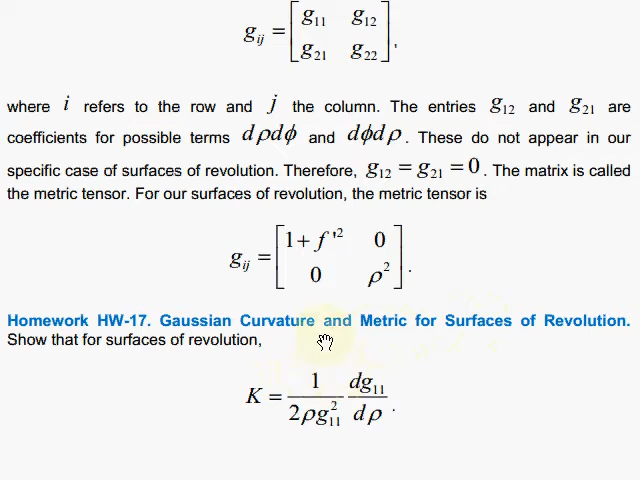 g_ij = [ g_11 g_12
g_21 g_22 ],
where i refers to the row and j the column. The entries g_12 and g_21 are
coefficients for possible terms dρdϕ and dϕdρ. These do not appear in our
specific case of surfaces of revolution. Therefore, g_12 = g_21 = 0. The matrix is called
the metric tensor. For our surfaces of revolution, the metric tensor is
g_ij = [ 1 + f'^2 0
0 ρ^2 ].
Homework HW-17. Gaussian Curvature and Metric for Surfaces of Revolution.
Show that for surfaces of revolution,
K = 1/(2ρg_11^2) dg_11/dρ.